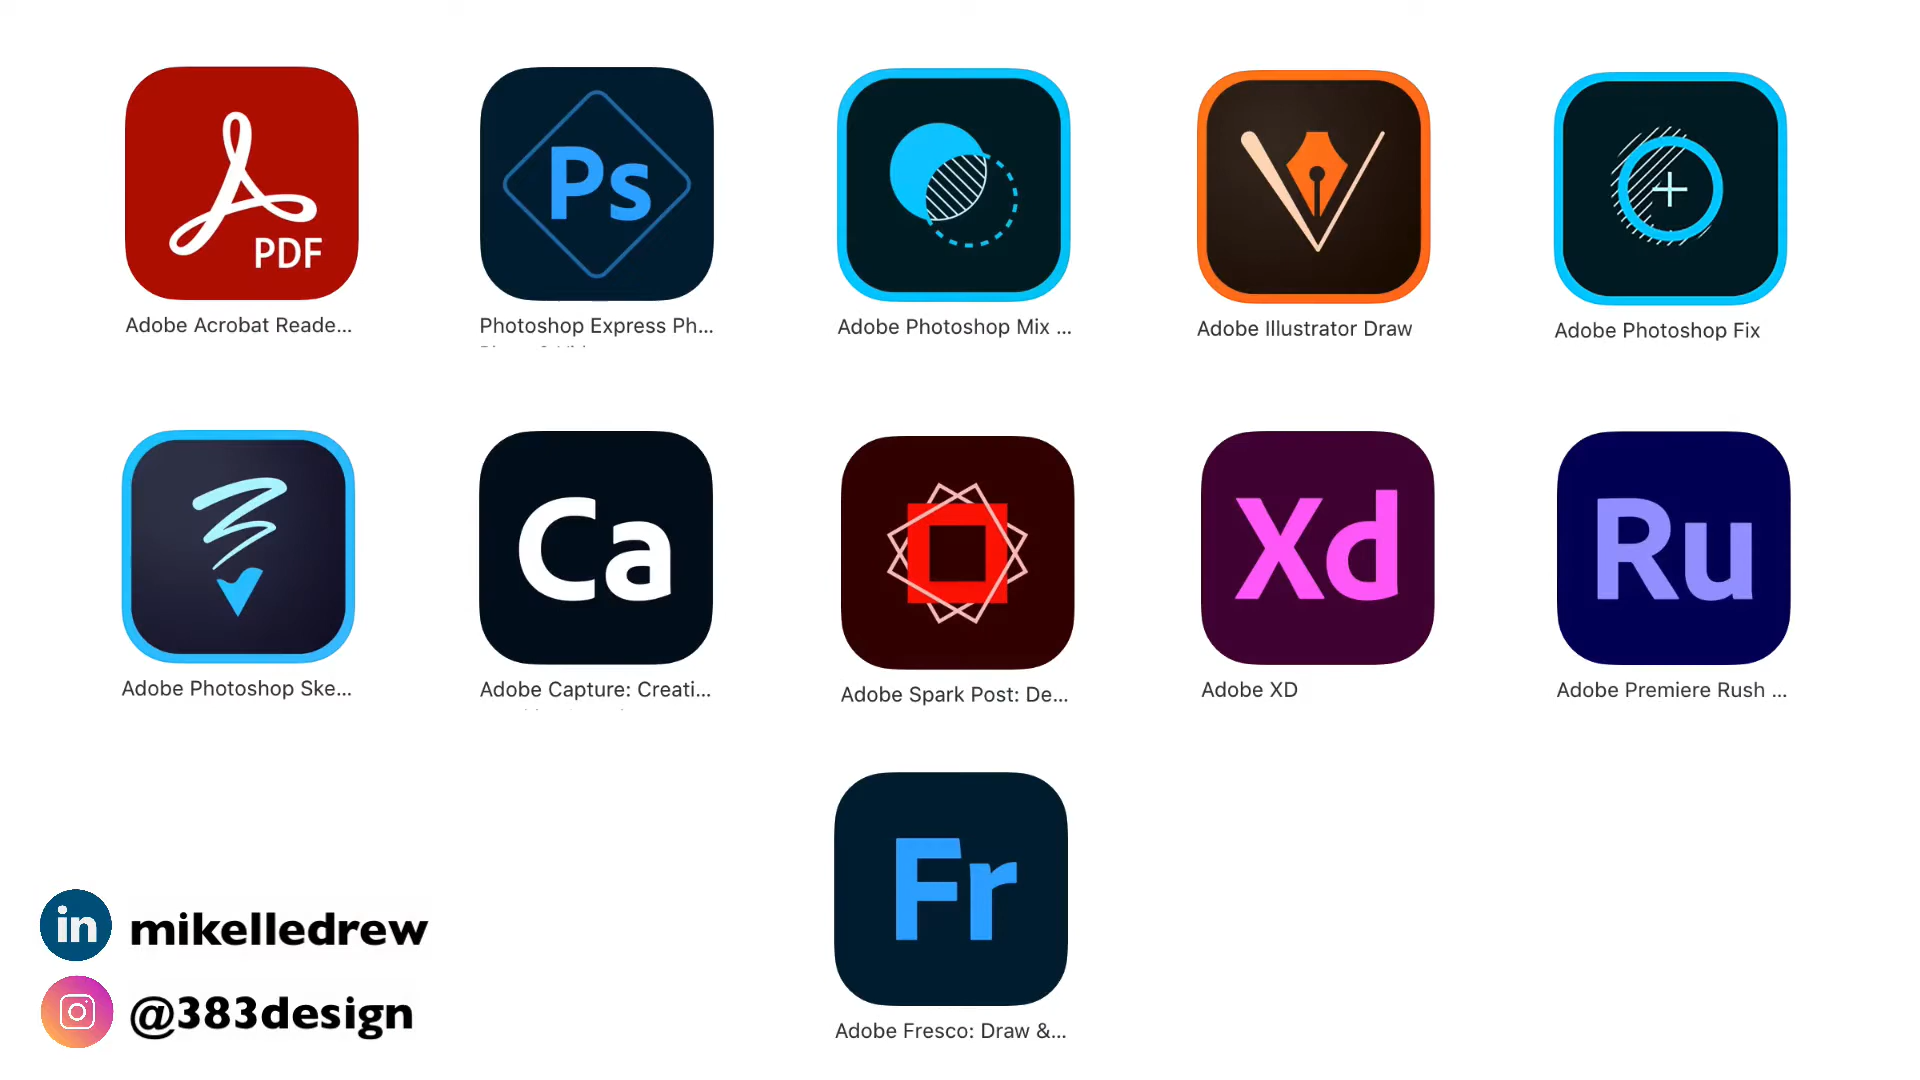 PDF
Ps
Adobe Acrobat Reade...
Photoshop Express Ph...
Adobe Photoshop Mix ...
Adobe Illustrator Draw
Adobe Photoshop Fix
Ca
Xd
Ru
Adobe Photoshop Ske...
Adobe Capture: Creati...
Adobe Spark Post: De...
Adobe XD
Adobe Premiere Rush ...
Fr
Adobe Fresco: Draw &...
in mikelledrew
@383design